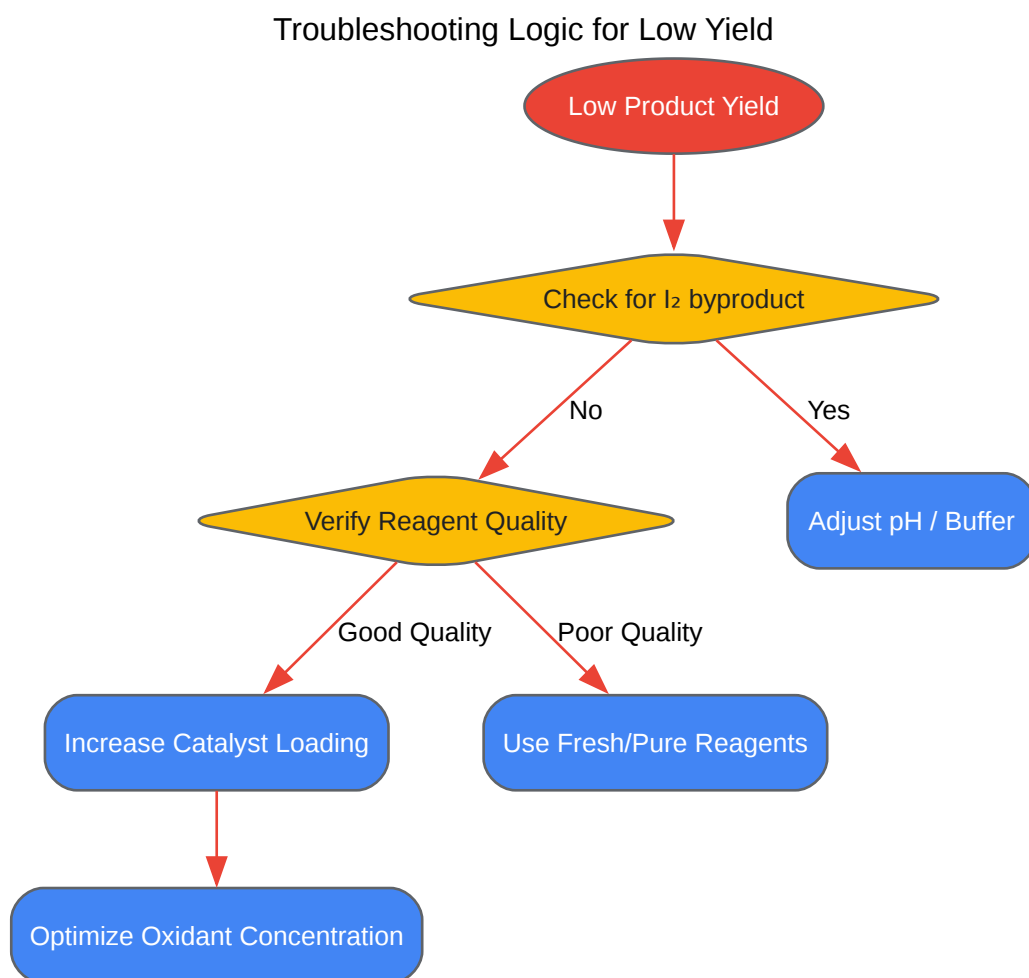 Troubleshooting Logic for Low Yield
Low Product Yield
Check for I₂ byproduct
No
Yes
Verify Reagent Quality
Adjust pH / Buffer
Good Quality
Poor Quality
Increase Catalyst Loading
Use Fresh/Pure Reagents
Optimize Oxidant Concentration